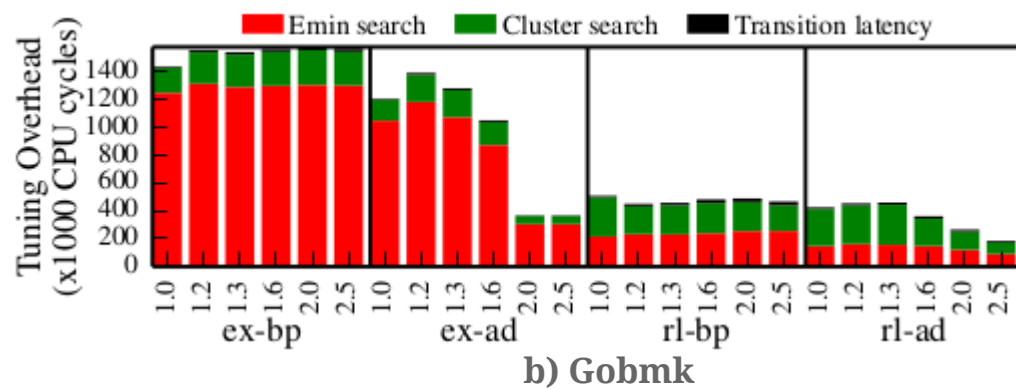 Emin search Cluster search Transition latency
Tuning Overhead
(x1000 CPU cycles)
1400
1200
1000
800
600
400
200
0
1.0 1.2 1.3 1.6 2.0 2.5 1.0 1.2 1.3 1.6 2.0 2.5 1.0 1.2 1.3 1.6 2.0 2.5 1.0 1.2 1.3 1.6 2.0 2.5
ex-bp ex-ad rl-bp rl-ad
b) Gobmk